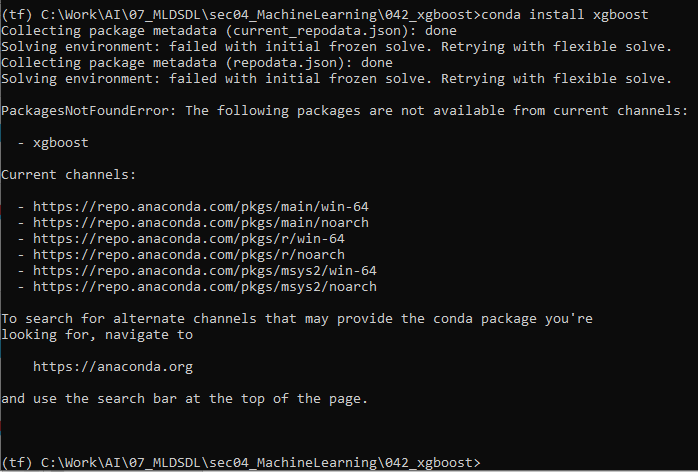 (tf) C:\Work\AI\07_MLDSDL\sec04_MachineLearning\042_xgboost>conda install xgboost
Collecting package metadata (current_repodata.json): done
Solving environment: failed with initial frozen solve. Retrying with flexible solve.
Collecting package metadata (repodata.json): done
Solving environment: failed with initial frozen solve. Retrying with flexible solve.

PackagesNotFoundError: The following packages are not available from current channels:

  - xgboost

Current channels:

  - https://repo.anaconda.com/pkgs/main/win-64
  - https://repo.anaconda.com/pkgs/main/noarch
  - https://repo.anaconda.com/pkgs/r/win-64
  - https://repo.anaconda.com/pkgs/r/noarch
  - https://repo.anaconda.com/pkgs/msys2/win-64
  - https://repo.anaconda.com/pkgs/msys2/noarch

To search for alternate channels that may provide the conda package you're
looking for, navigate to

    https://anaconda.org

and use the search bar at the top of the page.

(tf) C:\Work\AI\07_MLDSDL\sec04_MachineLearning\042_xgboost>